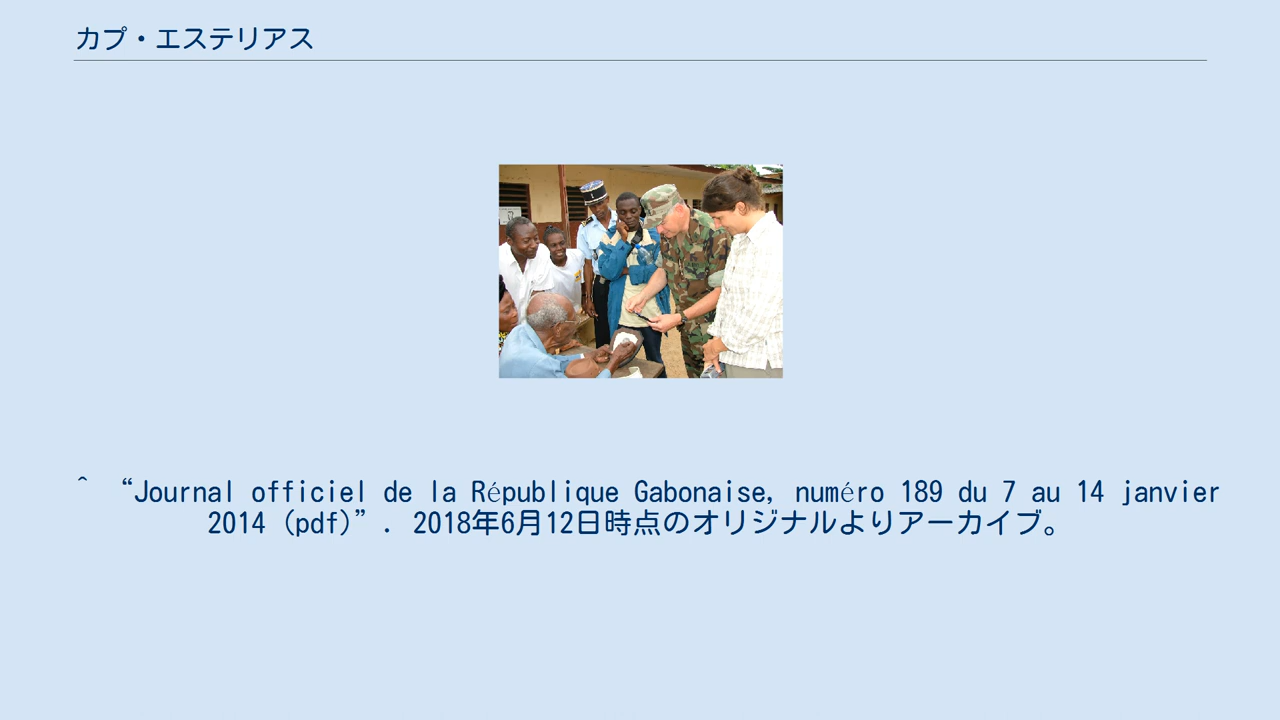 カプ・エステリアス
^ “Journal officiel de la République Gabonaise, numéro 189 du 7 au 14 janvier
2014 (pdf)”. 2018年6月12日時点のオリジナルよりアーカイブ。